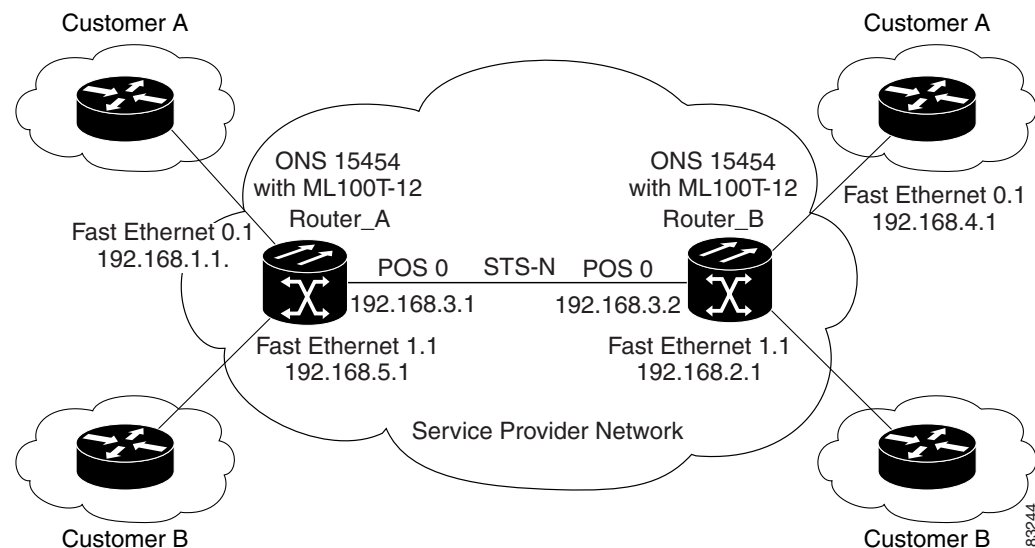 Customer A
Customer A
ONS 15454
with ML100T-12
Router_A
ONS 15454
with ML100T-12
Router_B
Fast Ethernet 0.1
192.168.1.1.
Fast Ethernet 0.1
192.168.4.1
POS 0
STS-N
POS 0
192.168.3.1
192.168.3.2
Fast Ethernet 1.1
192.168.5.1
Fast Ethernet 1.1
192.168.2.1
Service Provider Network
Customer B
Customer B
83244